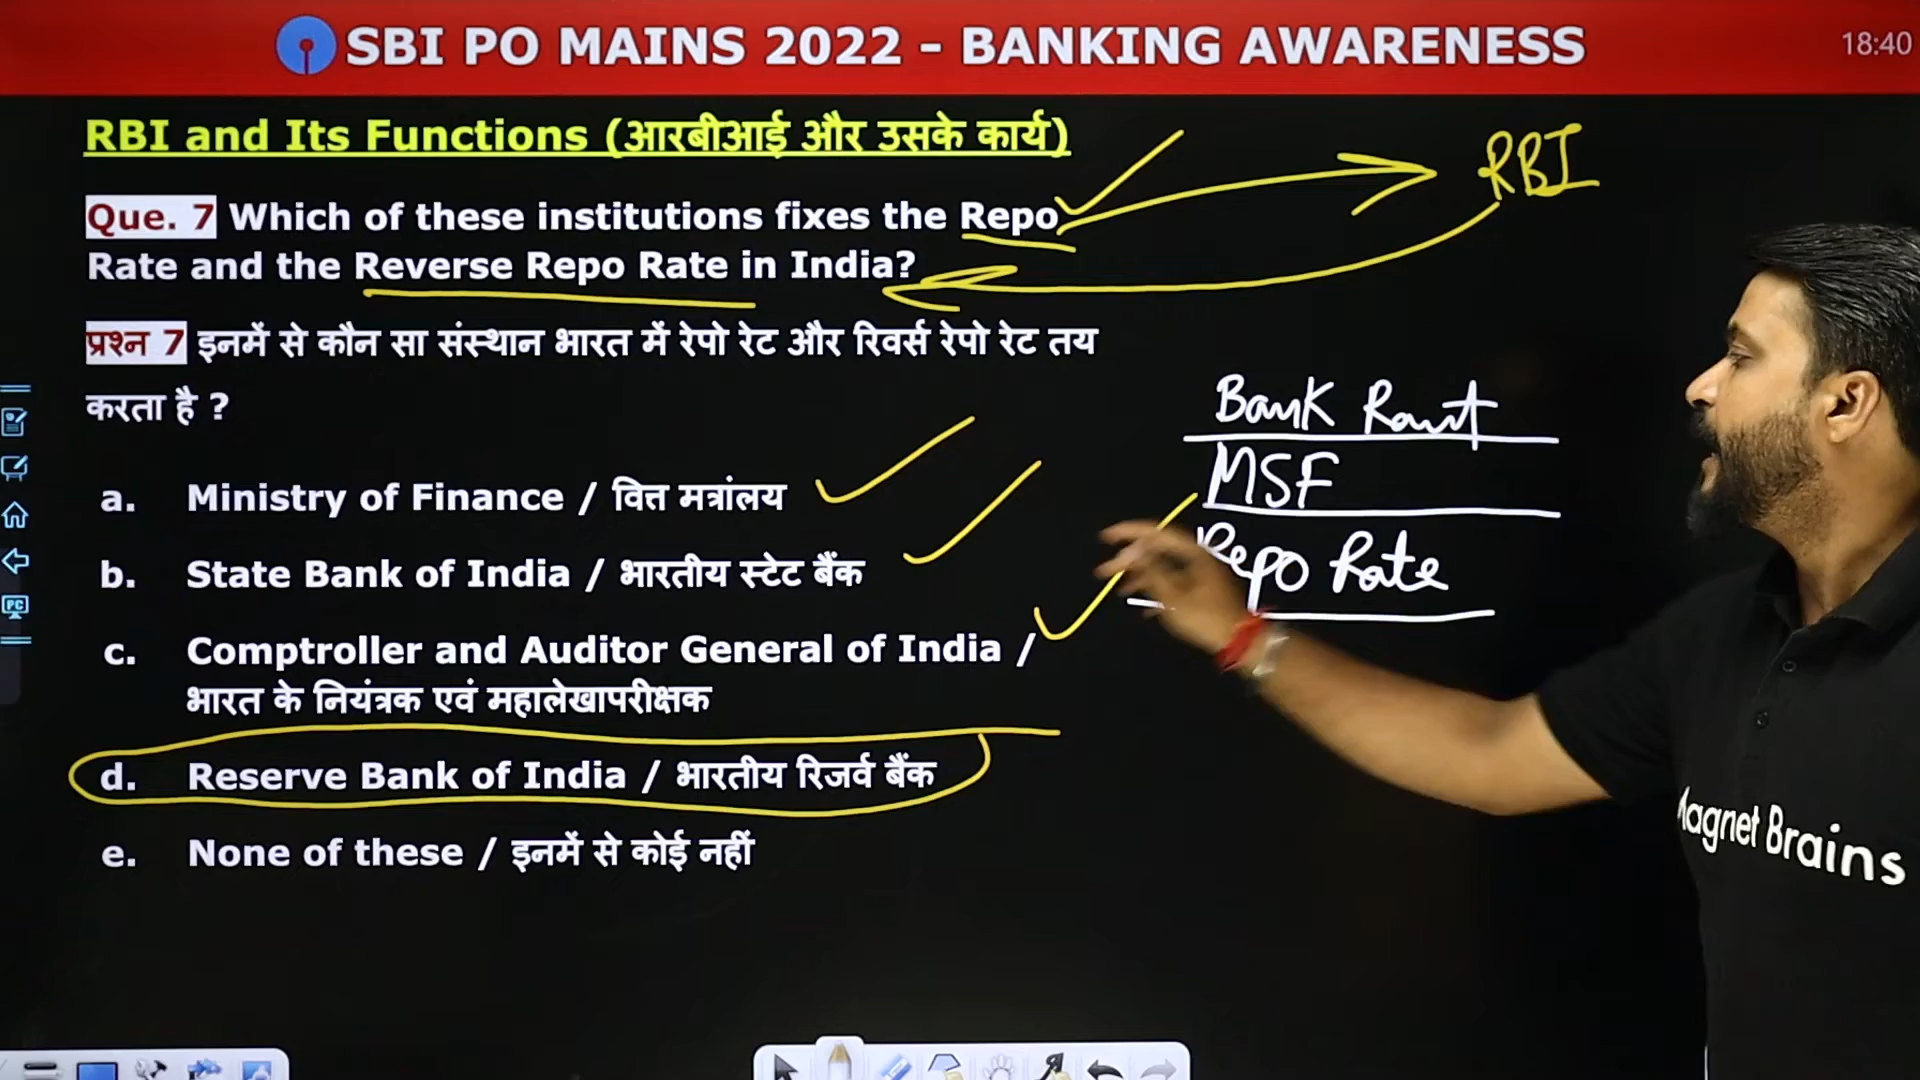 SBI PO MAINS 2022 - BANKING AWARENESS
18:40
RBI and Its Functions (आरबीआई और उसके कार्य)
RBI
Que. 7 Which of these institutions fixes the Repo
Rate and the Reverse Repo Rate in India?
प्रश्न 7 इनमें से कौन सा संस्थान भारत में रेपो रेट और रिवर्स रेपो रेट तय
करता है ?
Bank
MSF
Repo Rate
a. Ministry of Finance / वित्त मत्रांलय
b. State Bank of India / भारतीय स्टेट बैंक
c. Comptroller and Auditor General of India /
भारत के नियंत्रक एवं महालेखापरीक्षक
d. Reserve Bank of India / भारतीय रिजर्व बैंक
e. None of these / इनमें से कोई नहीं
Magnet Brains
PC